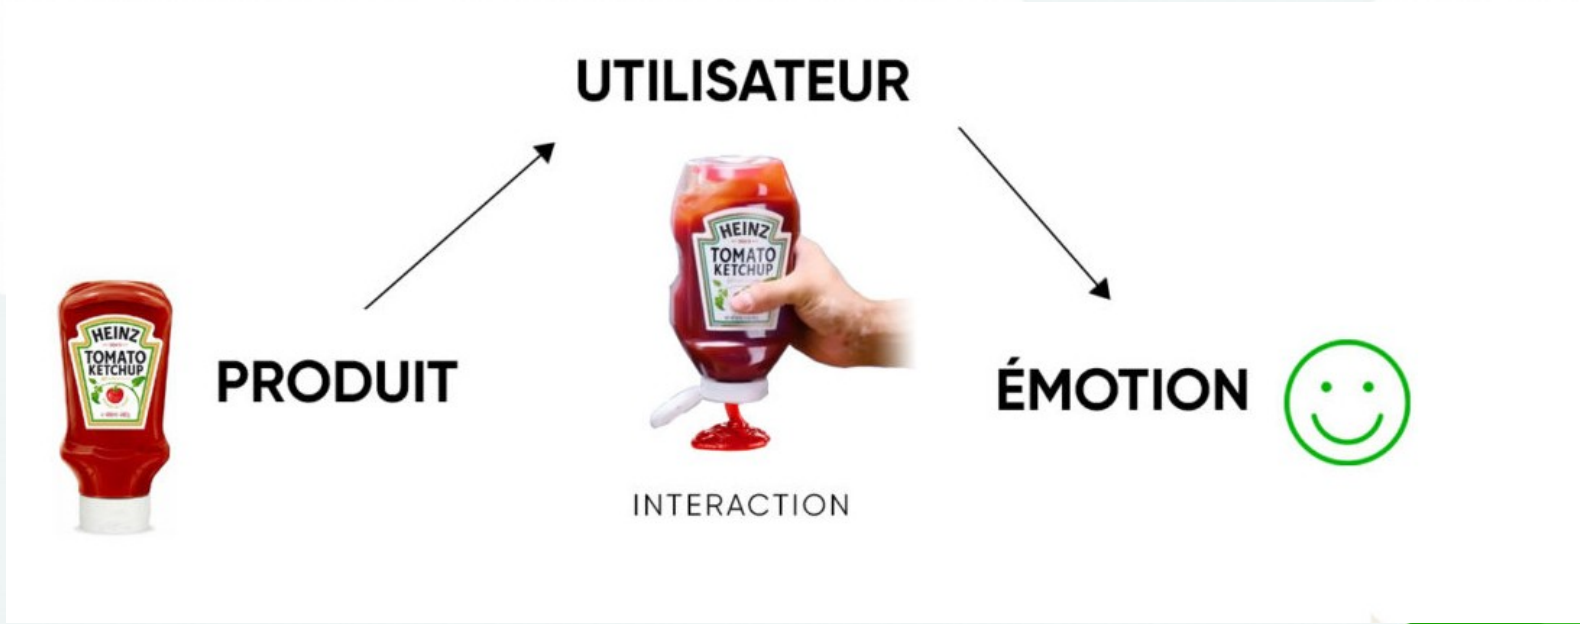 UTILISATEUR
HEINZ
TOMATO
KETCHUP
HEINZ
TOMATO
KETCHUP
PRODUIT
ÉMOTION
INTERACTION